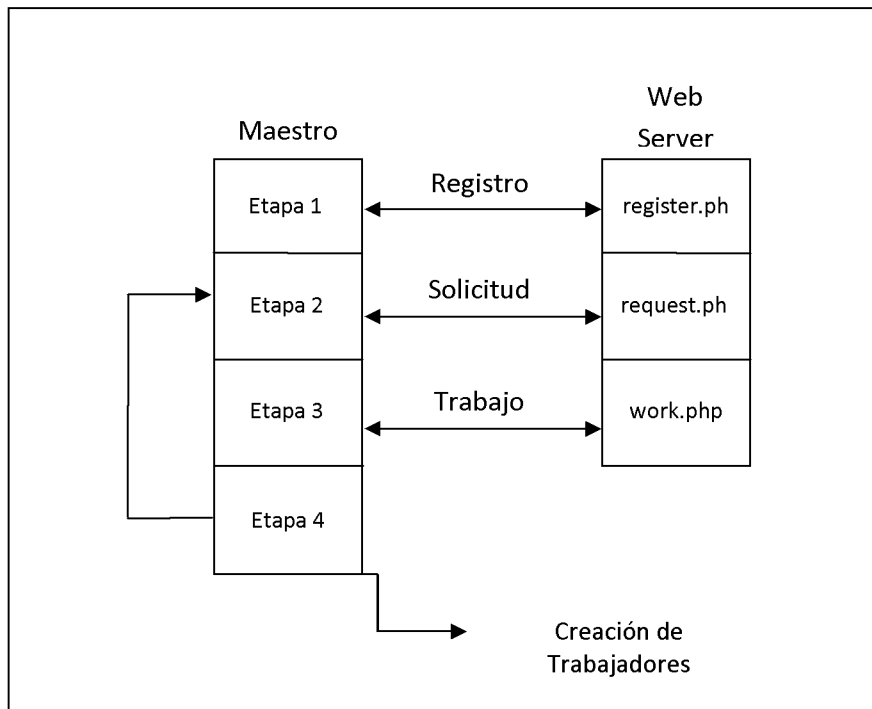 Web
Server
Maestro
Etapa 1
Registro
register.ph
Etapa 2
Solicitud
request.ph
Etapa 3
Trabajo
work.php
Etapa 4
Creación de
Trabajadores